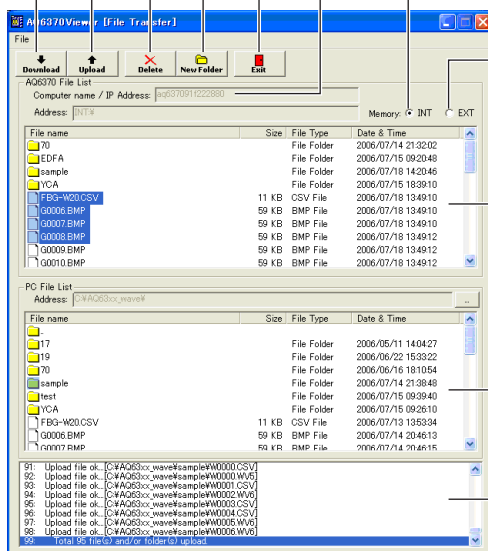 AQ6370Viewer [File Transfer]
File
Download Upload Delete New Folder Exit
AQ6370 File List
Computer name / IP Address: aq637091f222880
Address: INT:¥ Memory: INT EXT
File name Size File Type Date & Time
70 File Folder 2006/07/14 21:32:02
EDFA File Folder 2006/07/15 09:20:48
sample File Folder 2006/07/18 14:20:46
YCA File Folder 2006/07/15 18:39:10
FBG-W20.CSV 11 KB CSV File 2006/07/18 13:49:10
G0006.BMP 59 KB BMP File 2006/07/18 13:49:10
G0007.BMP 59 KB BMP File 2006/07/18 13:49:10
G0008.BMP 59 KB BMP File 2006/07/18 13:49:12
G0009.BMP 59 KB BMP File 2006/07/18 13:49:12
G0010.BMP 59 KB BMP File 2006/07/18 13:49:12
PC File List
Address: C:¥AQ63xx_wave¥ ..
File name Size File Type Date & Time
.
17 File Folder 2006/05/11 14:04:27
19 File Folder 2006/06/22 15:33:22
70 File Folder 2006/06/16 18:10:54
sample File Folder 2006/07/14 21:38:48
test File Folder 2006/07/15 09:39:40
YCA File Folder 2006/07/15 09:26:10
FBG-W20.CSV 11 KB CSV File 2006/07/13 13:53:34
G0006.BMP 59 KB BMP File 2006/07/14 20:46:13
G0007.BMP 59 KB BMP File 2006/07/14 20:46:15
91: Upload file ok...[C:¥AQ63xx_wave¥sample¥W0000.CSV]
92: Upload file ok...[C:¥AQ63xx_wave¥sample¥W0000.WV5]
93: Upload file ok...[C:¥AQ63xx_wave¥sample¥W0001.CSV]
94: Upload file ok...[C:¥AQ63xx_wave¥sample¥W0002.WV6]
95: Upload file ok...[C:¥AQ63xx_wave¥sample¥W0003.CSV]
96: Upload file ok...[C:¥AQ63xx_wave¥sample¥W0004.CSV]
97: Upload file ok...[C:¥AQ63xx_wave¥sample¥W0005.WV6]
98: Upload file ok...[C:¥AQ63xx_wave¥sample¥W0006.WV6]
99: Total 95 file(s) and/or folder(s) upload.